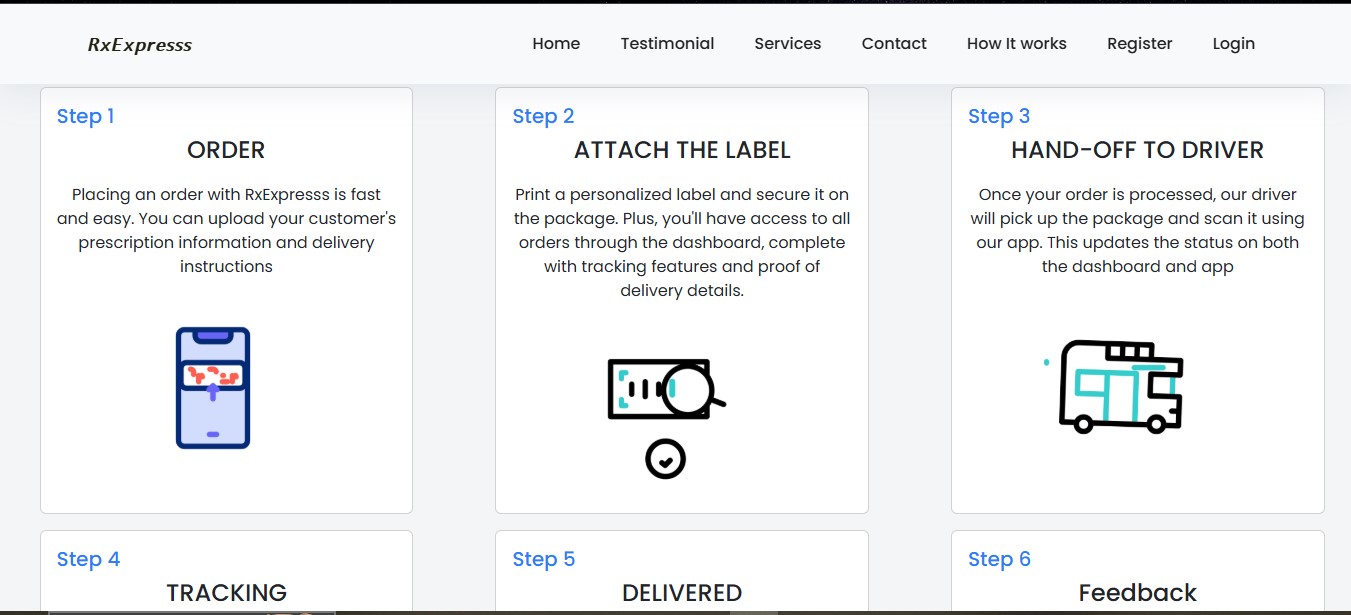 RxExpresss
Home Testimonial Services Contact How It works Register Login
Step 1
ORDER
Placing an order with RxExpresss is fast
and easy. You can upload your customer's
prescription information and delivery
instructions
Step 2
ATTACH THE LABEL
Print a personalized label and secure it on
the package. Plus, you'll have access to all
orders through the dashboard, complete
with tracking features and proof of
delivery details.
Step 3
HAND-OFF TO DRIVER
Once your order is processed, our driver
will pick up the package and scan it using
our app. This updates the status on both
the dashboard and app
Step 4
TRACKING
Step 5
DELIVERED
Step 6
Feedback